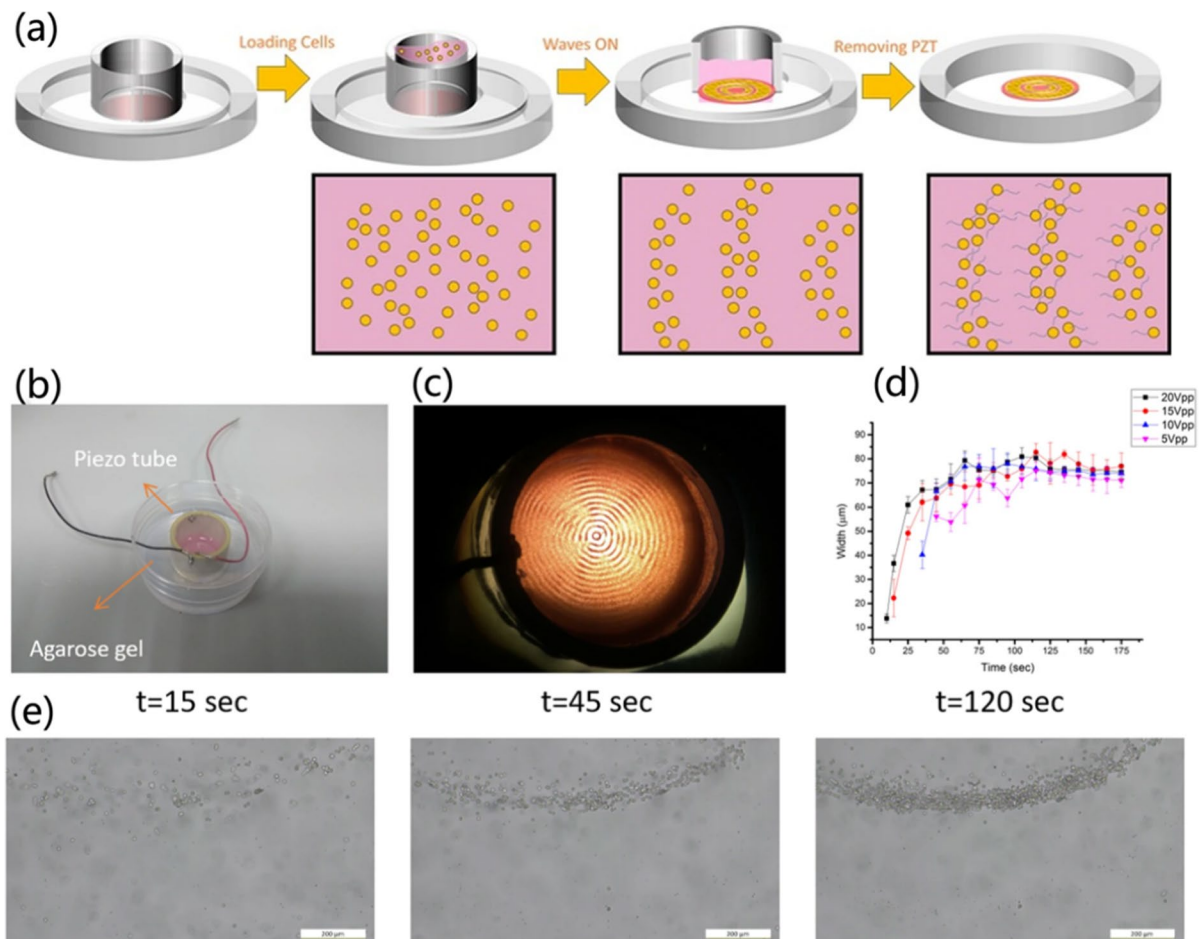 (a)
Loading Cells
Waves ON
Removing PZT
(b)
Piezo tube
Agarose gel
(c)
(d)
20Vpp
15Vpp
10Vpp
5Vpp
Width (μm)
90
80
70
60
50
40
30
20
10
0
25
50
75
100
125
150
175
Time (sec)
t=15 sec
t=45 sec
t=120 sec
(e)
200 μm
200 μm
200 μm